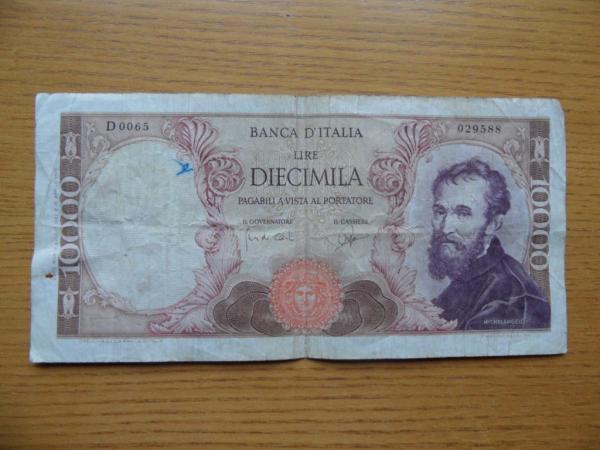 D 0065
029588
BANCA D'ITALIA
LIRE
DIECIMILA
PAGABILI A VISTA AL PORTATORE
IL GOVERNATORE
IL CASSIERE
10000
10000
MICHELANGELO